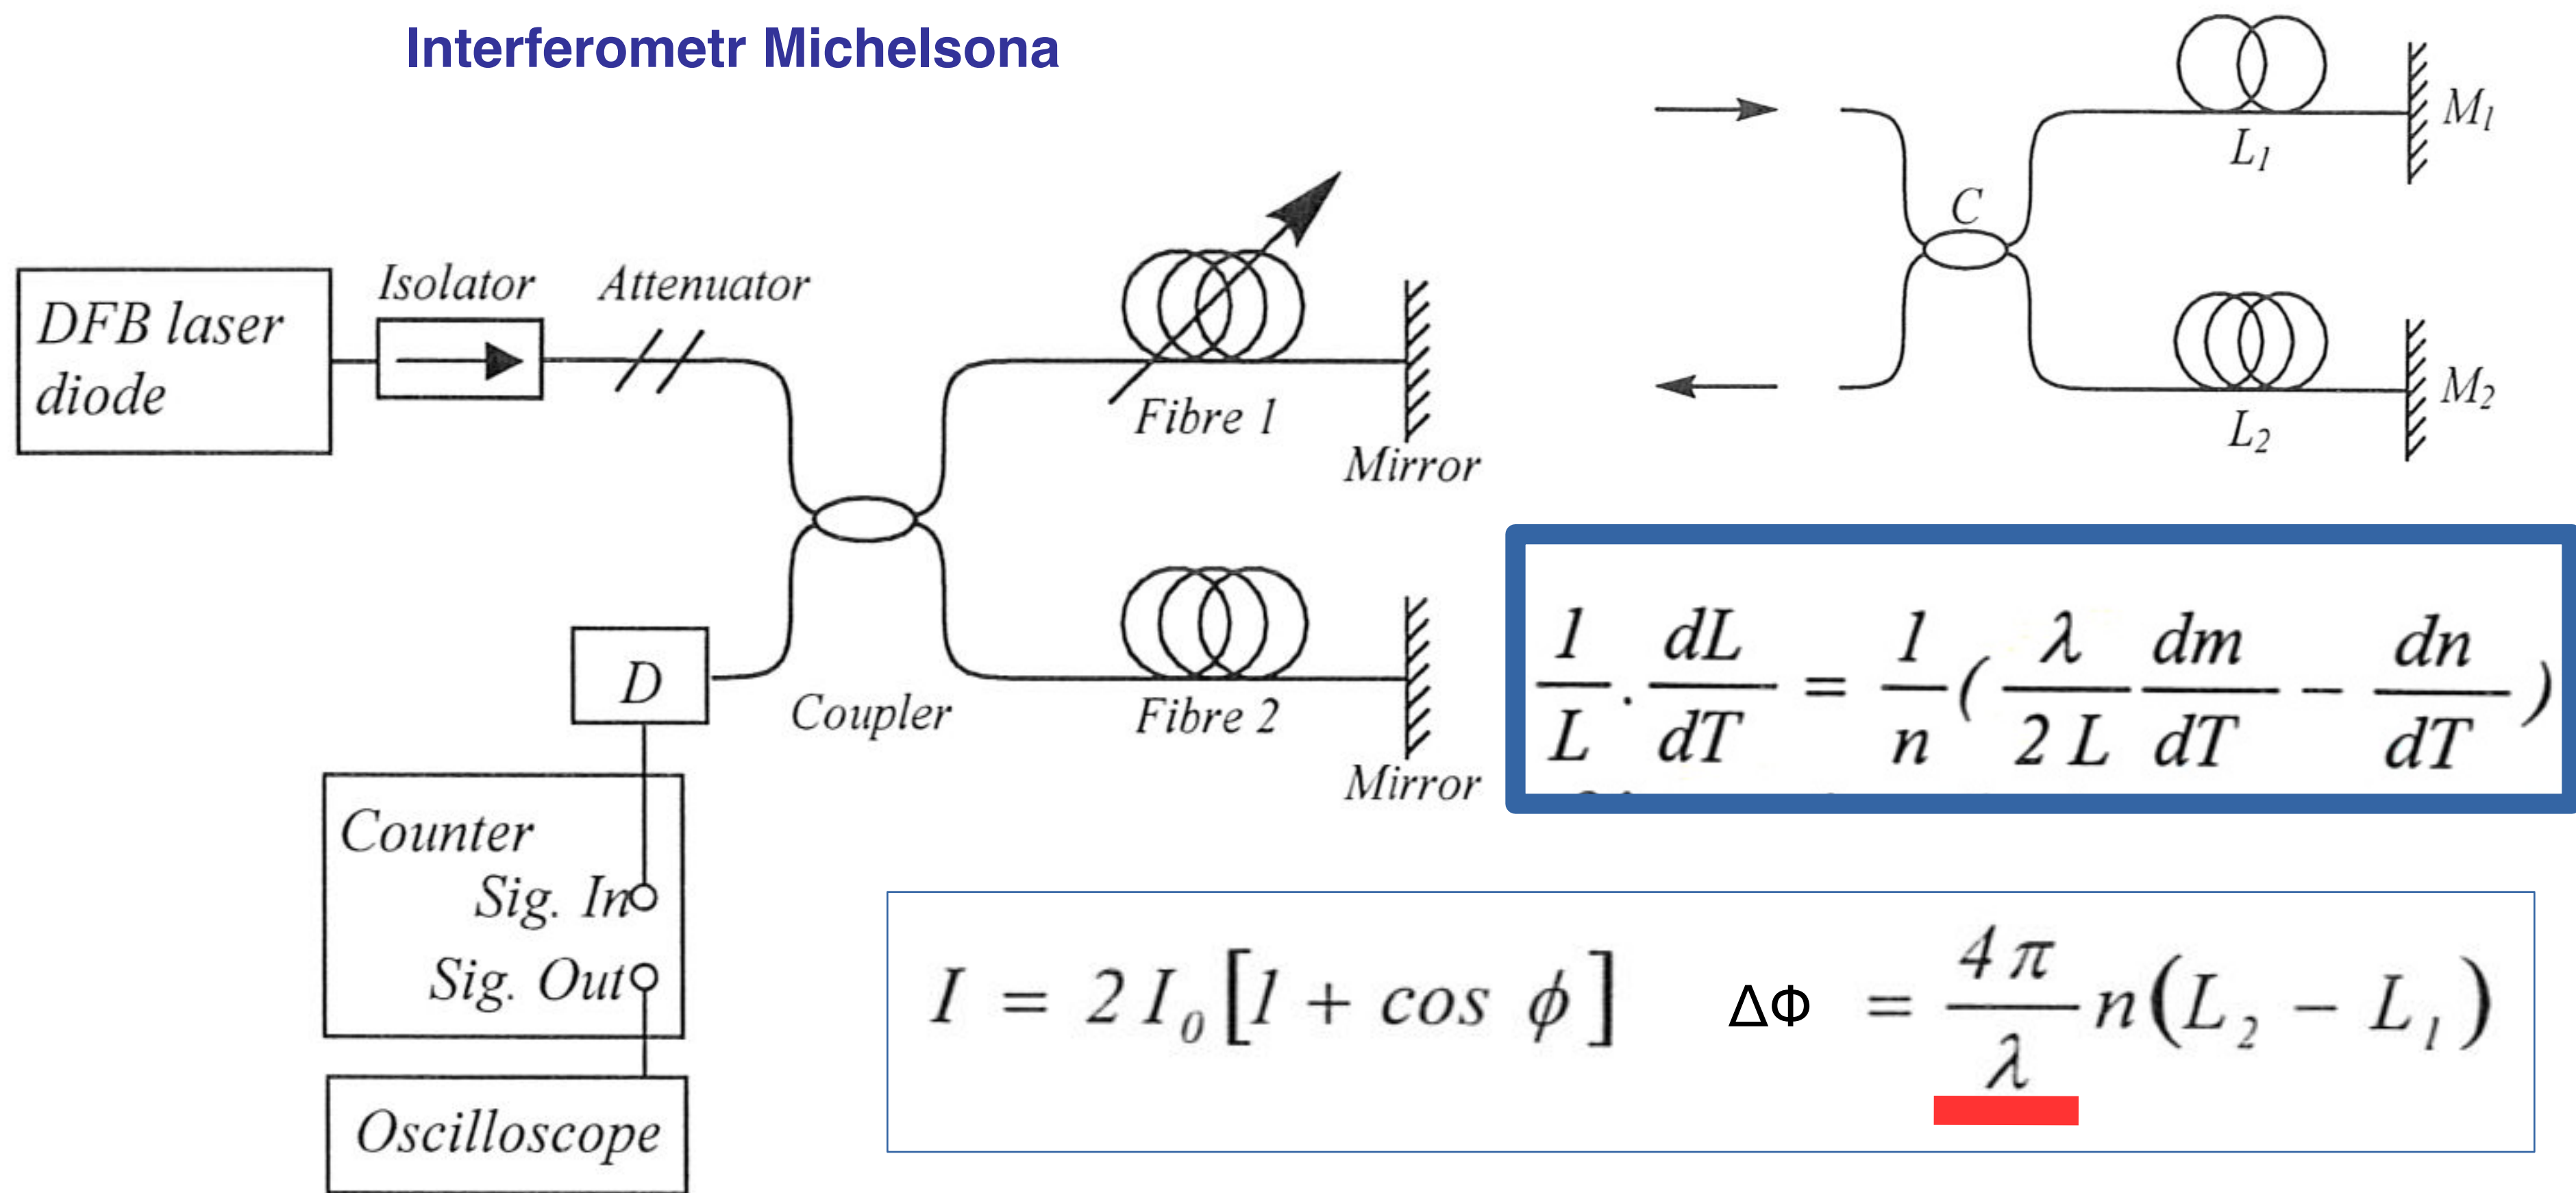 Interferometr Michelsona
DFB laser
diode
Isolator
Attenuator
Fibre 1
Mirror
Coupler
Fibre 2
Mirror
D
Counter
Sig. In
Sig. Out
Oscilloscope
C
L₁
M₁
L₂
M₂
1/L . dL/dT = 1/n ( λ/2L dm/dT − dn/dT )
I = 2 I₀ [1 + cos ϕ]
ΔΦ = 4π/λ n(L₂ − L₁)